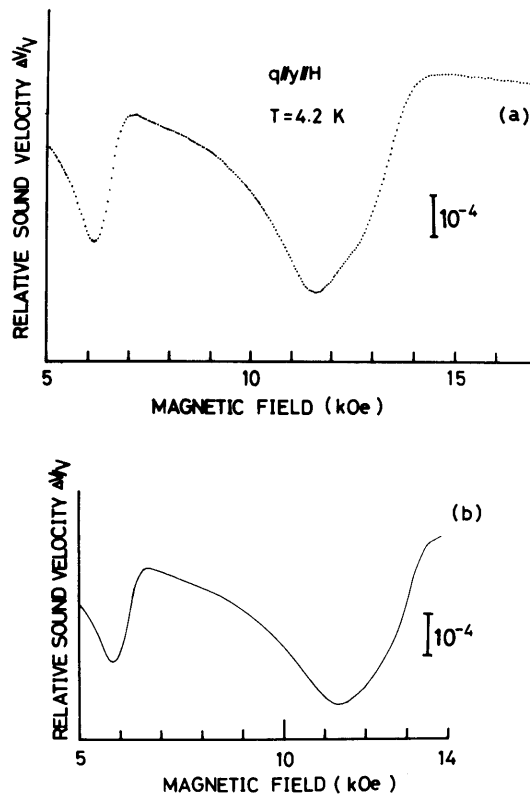 RELATIVE SOUND VELOCITY ΔV/V
q//y//H
T=4.2 K
(a)
10⁻⁴
5
10
15
MAGNETIC FIELD (kOe)
RELATIVE SOUND VELOCITY ΔV/V
(b)
10⁻⁴
5
10
14
MAGNETIC FIELD (kOe)